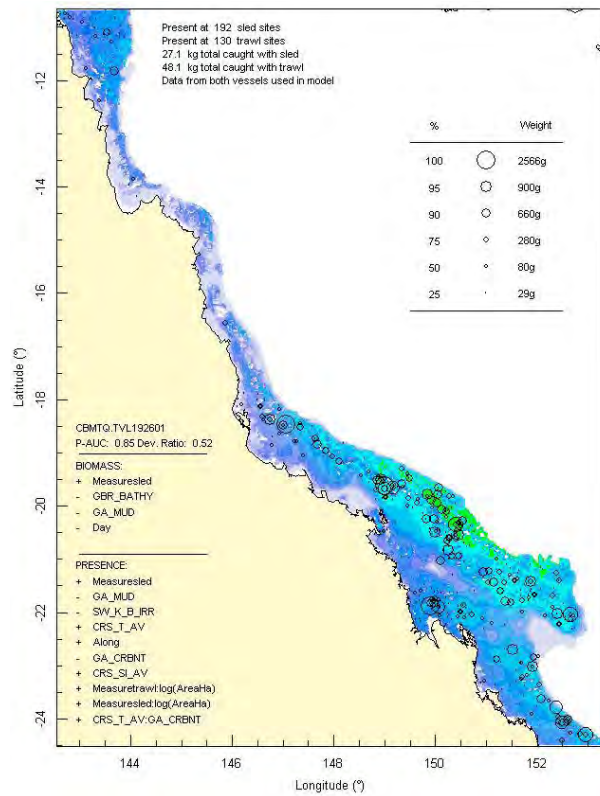 Present at 192 sled sites
Present at 130 trawl sites
27.1 kg total caught with sled
48.1 kg total caught with trawl
Data from both vessels used in model
% Weight
100 2566g
95 900g
90 660g
75 280g
50 80g
25 29g
-12
-14
-16
-18
-20
-22
-24
Latitude (°)
CBMTQ.TVL192601
P-AUC: 0.85 Dev. Ratio: 0.52
BIOMASS:
+ Measuresled
- GBR_BATHY
- GA_MUD
- Day
PRESENCE:
+ Measuresled
- GA_MUD
- SW_K_B_IRR
+ CRS_T_AV
+ Along
- GA_CRBNT
+ CRS_SI_AV
+ Measuretrawl:log(AreaHa)
+ Measuresled:log(AreaHa)
+ CRS_T_AV:GA_CRBNT
144 146 148 150 152
Longitude (°)